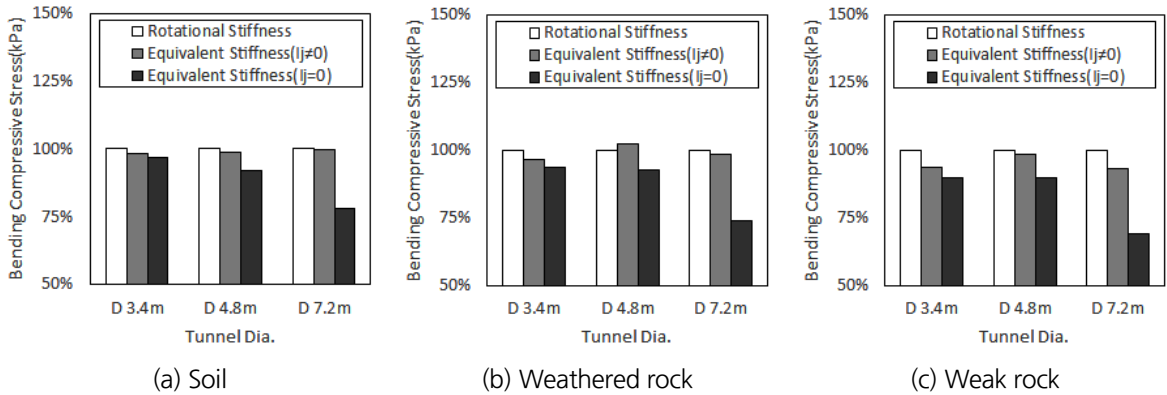 Bending Compressive Stress(kPa)
150%
125%
100%
75%
50%
Rotational Stiffness
Equivalent Stiffness(Ij≠0)
Equivalent Stiffness(Ij=0)
D 3.4m D 4.8m D 7.2m
Tunnel Dia.
(a) Soil
Bending Compressive Stress(kPa)
150%
125%
100%
75%
50%
Rotational Stiffness
Equivalent Stiffness(Ij≠0)
Equivalent Stiffness(Ij=0)
D 3.4m D 4.8m D 7.2m
Tunnel Dia.
(b) Weathered rock
Bending Compressive Stress(kPa)
150%
125%
100%
75%
50%
Rotational Stiffness
Equivalent Stiffness(Ij≠0)
Equivalent Stiffness(Ij=0)
D 3.4m D 4.8m D 7.2m
Tunnel Dia.
(c) Weak rock